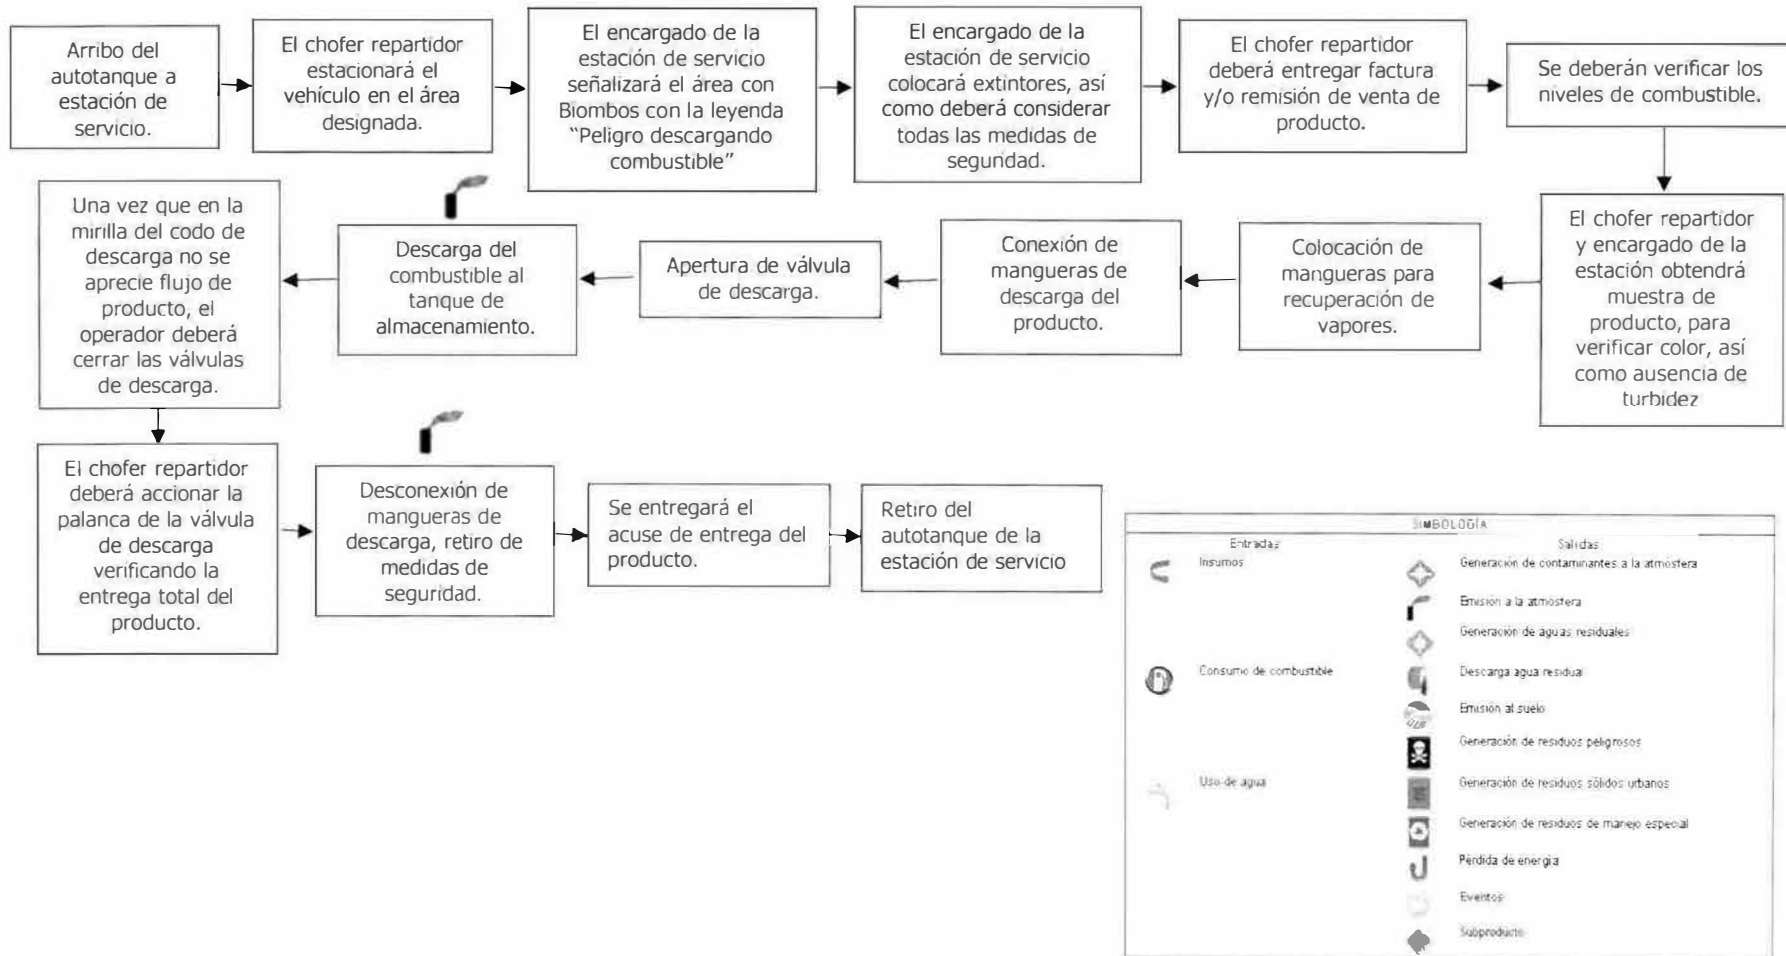 Arribo del
autotanque a
estación de
servicio.
El chofer repartidor
estacionará el
vehículo en el área
designada.
El encargado de la
estación de servicio
señalizará el área con
Biombos con la leyenda
“Peligro descargando
combustible”
El encargado de la
estación de servicio
colocará extintores, así
como deberá considerar
todas las medidas de
seguridad.
El chofer repartidor
deberá entregar factura
y/o remisión de venta de
producto.
Se deberán verificar los
niveles de combustible.
El chofer repartidor
y encargado de la
estación obtendrá
muestra de
producto, para
verificar color, así
como ausencia de
turbidez
Colocación de
mangueras para
recuperación de
vapores.
Conexión de
mangueras de
descarga del
producto.
Apertura de válvula
de descarga.
Descarga del
combustible al
tanque de
almacenamiento.
Una vez que en la
mirilla del codo de
descarga no se
aprecie flujo de
producto, el
operador deberá
cerrar las válvulas
de descarga.
El chofer repartidor
deberá accionar la
palanca de la válvula
de descarga
verificando la
entrega total del
producto.
Desconexión de
mangueras de
descarga, retiro de
medidas de
seguridad.
Se entregará el
acuse de entrega del
producto.
Retiro del
autotanque de la
estación de servicio
SIMBOLOGÍA
Entradas
Insumos
Consumo de combustible
Uso de agua
Salidas
Generación de contaminantes a la atmósfera
Emisión a la atmósfera
Generación de aguas residuales
Descarga agua residual
Emisión al suelo
Generación de residuos peligrosos
Generación de residuos sólidos urbanos
Generación de residuos de manejo especial
Pérdida de energía
Eventos
Subproducto